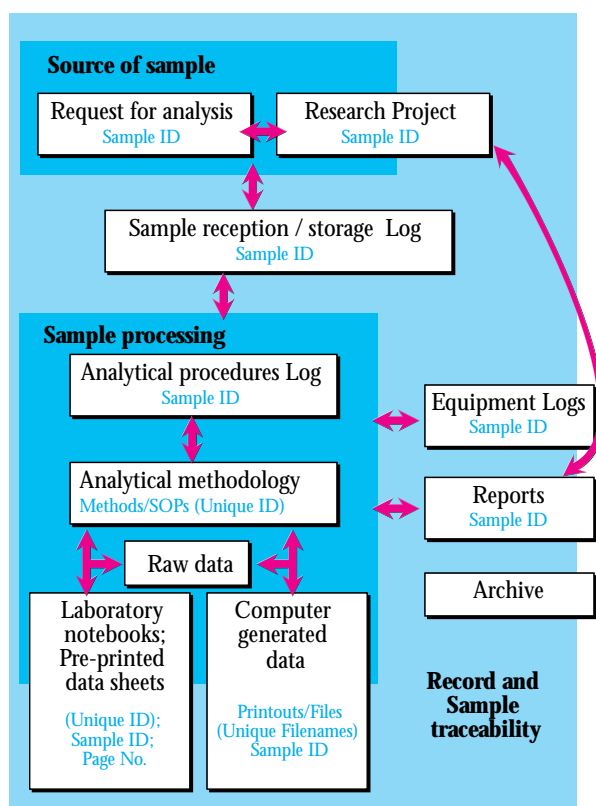 Source of sample
Request for analysis
Sample ID
Research Project
Sample ID
Sample reception / storage Log
Sample ID
Sample processing
Analytical procedures Log
Sample ID
Equipment Logs
Sample ID
Analytical methodology
Methods/SOPs (Unique ID)
Reports
Sample ID
Raw data
Archive
Laboratory
notebooks;
Pre-printed
data sheets
(Unique ID);
Sample ID;
Page No.
Computer
generated
data
Printouts/Files
(Unique Filenames)
Sample ID
Record and
Sample
traceability